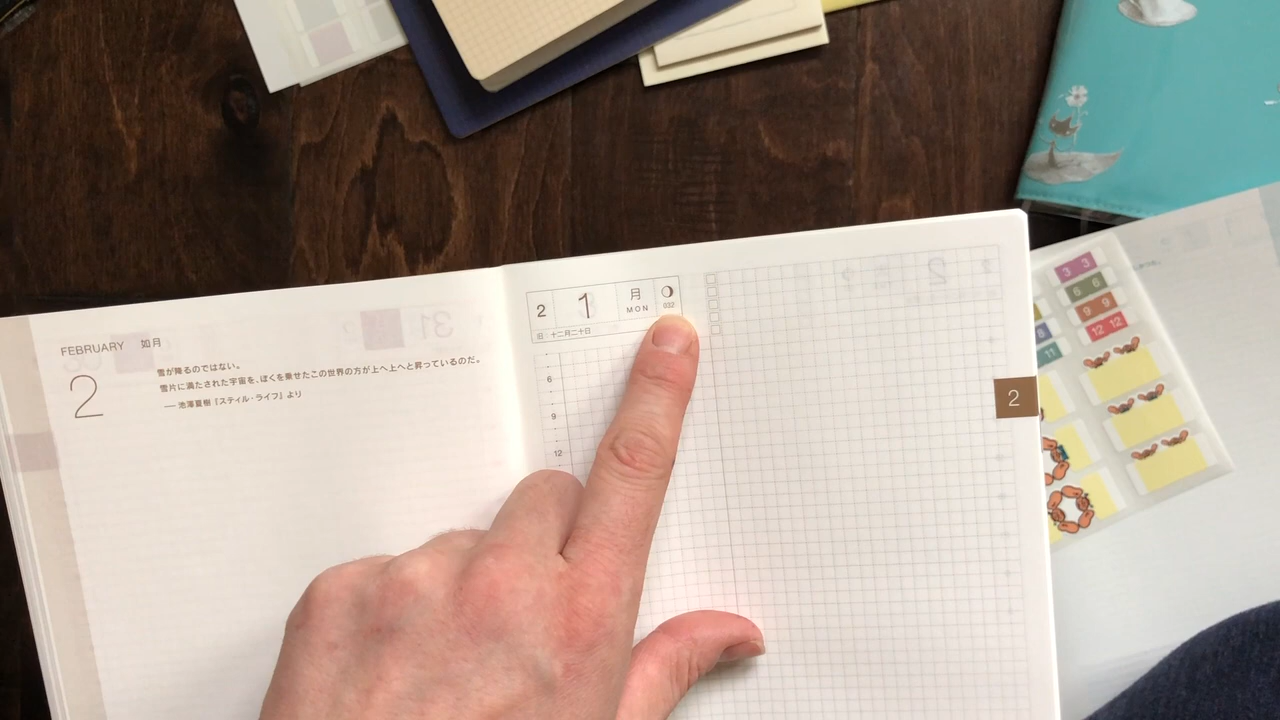 FEBRUARY 如月
2
雪が降るのではない。
雪片に満たされた宇宙を、ぼくを乗せたこの世界の方が上へ上へと昇っているのだ。
── 池澤夏樹『スティル・ライフ』より
2 1 月 MON 032
旧:十二月二十日
6
9
12
2
3 3
6 6
9 9
12 12
11
31
2